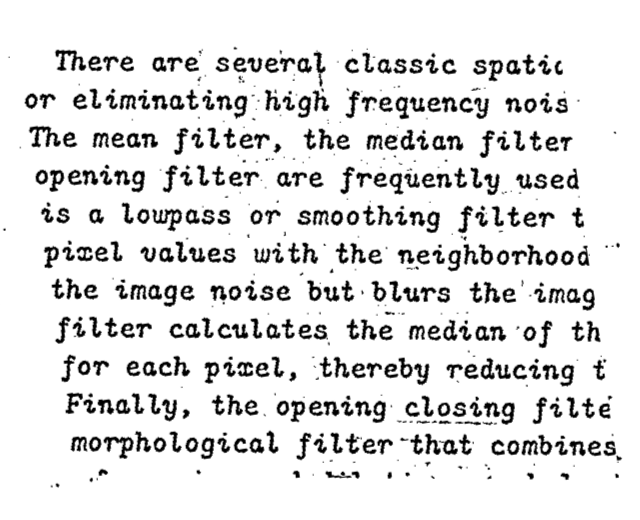 There are several classic spatic
or eliminating high frequency nois
The mean filter, the median filter
opening filter are frequently used
is a lowpass or smoothing filter t
pixel values with the neighborhood
the image noise but blurs the imag
filter calculates the median of th
for each pixel, thereby reducing t
Finally, the opening closing filte
morphological filter that combines